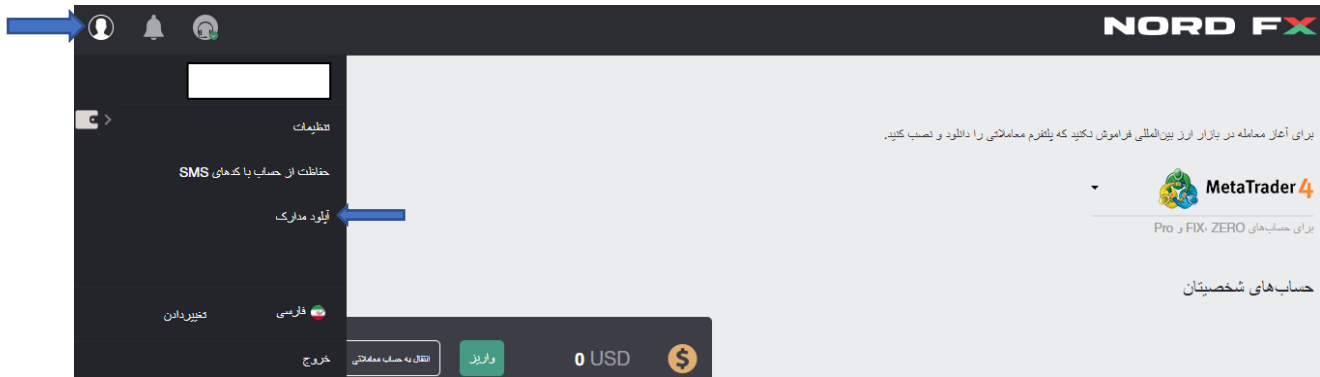 NORD FX
تنظیمات
حفاظت از حساب با کدهای SMS
آپلود مدارک
فارسی
تغییردادن
خروج
برای آغاز معامله در بازار ارز بین‌المللی فراموش نکنید که پلتفرم معاملاتی را دانلود و نصب کنید.
MetaTrader 4
برای حساب‌های FIX، ZERO و Pro
حساب‌های شخصیتان
0 USD
واریز
انتقال به حساب معاملاتی